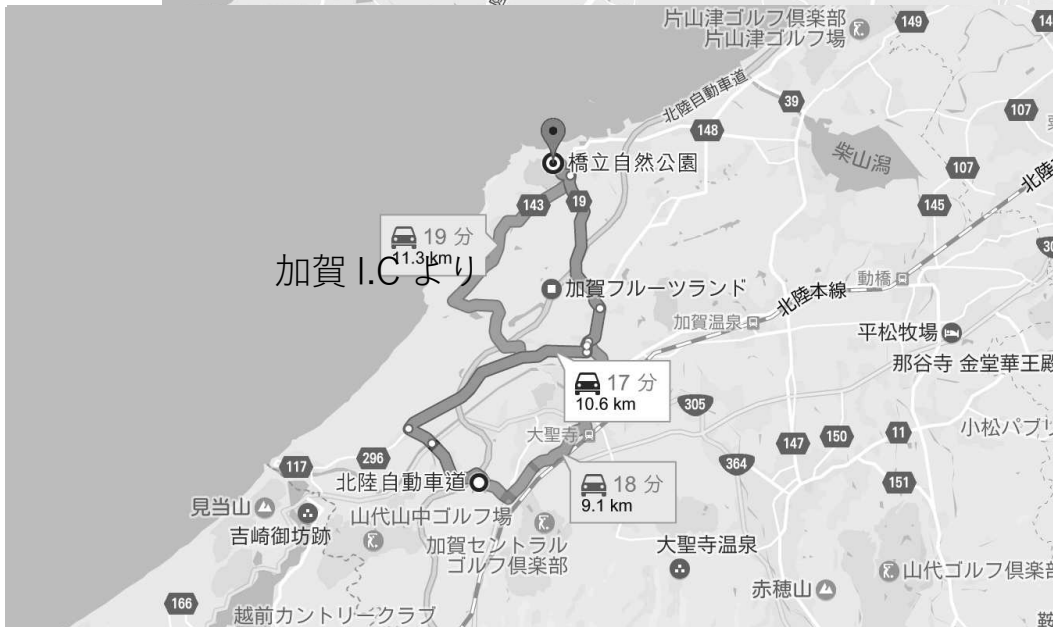 片山津ゴルフ倶楽部
片山津ゴルフ場
149
北陸自動車道
39
107
148
柴山潟
橋立自然公園
107
143
19
145
北陸
19 分
11.3 km
加賀 I.C より
加賀フルーツランド
動橋
北陸本線
加賀温泉
平松牧場
那谷寺 金堂華王殿
17 分
10.6 km
305
小松パブリ
大聖寺
147
150
11
296
117
364
151
北陸自動車道
18 分
9.1 km
見当山
吉崎御坊跡
山代山中ゴルフ場
加賀セントラル
ゴルフ倶楽部
大聖寺温泉
山代ゴルフ倶楽部
赤穂山
166
越前カントリークラブ